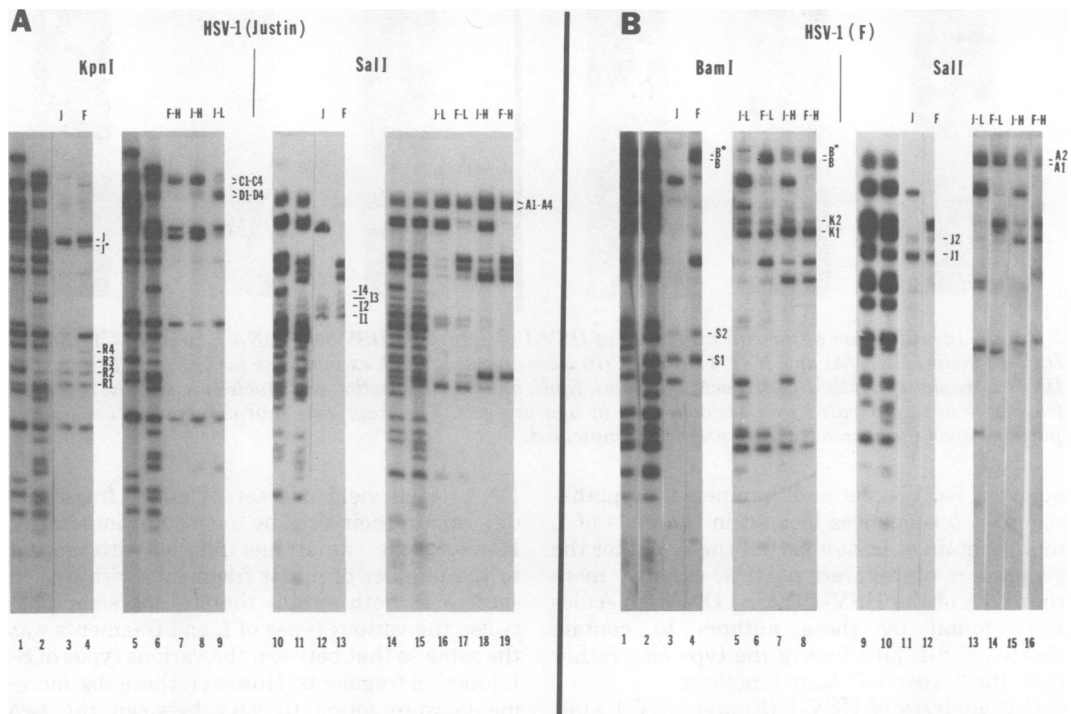 A
HSV-1 (Justin)
KpnI
SalI
J F
F-H J-H J-L
J F
J-L F-L J-H F-H
C1-C4
D1-D4
A1-A4
J
J*
I4
I3
I2
I1
R4
R3
R2
R1
1 2 3 4 5 6 7 8 9 10 11 12 13 14 15 16 17 18 19
B
HSV-1 (F)
BamI
SalI
J F
J-L F-L J-H F-H
J F
J-L F-L J-H F-H
B*
B
B*
B
A2
A1
K2
K1
J2
J1
S2
S1
1 2 3 4 5 6 7 8 9 10 11 12 13 14 15 16